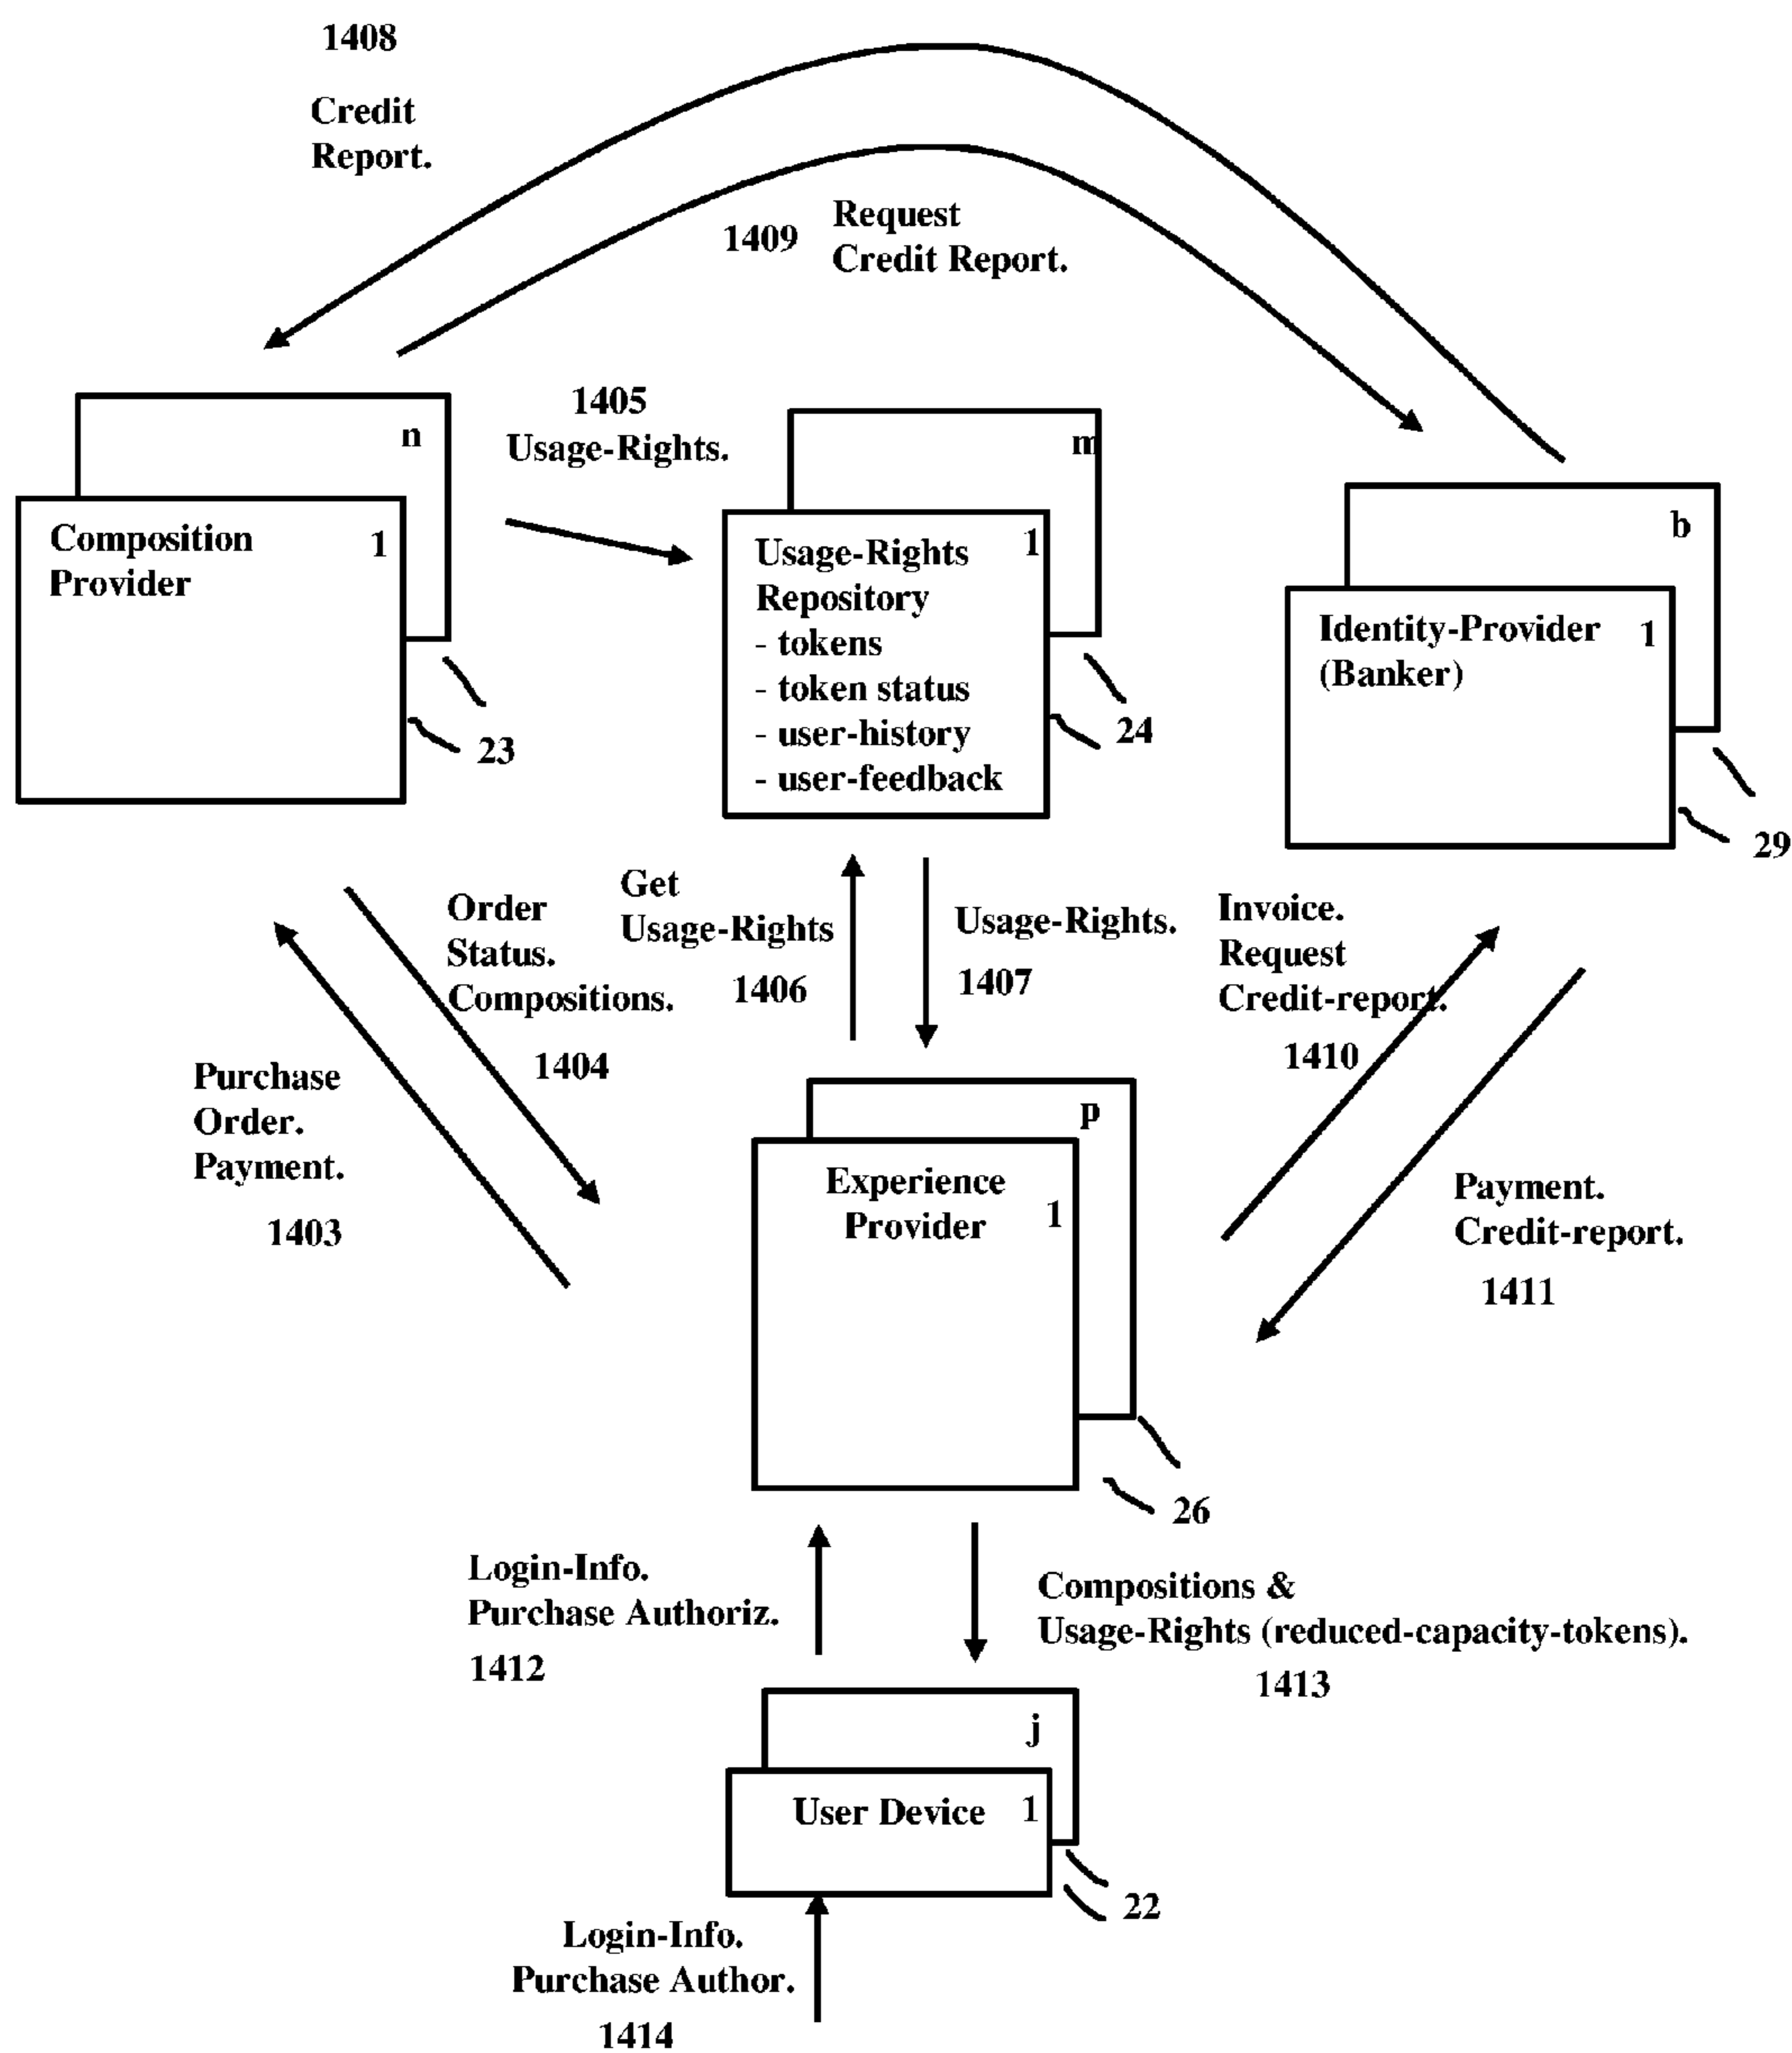 1408
Credit
Report.
1409
Request
Credit Report.
1405
Usage-Rights.
n
Composition
Provider
1
23
m
Usage-Rights
Repository
- tokens
- token status
- user-history
- user-feedback
1
24
b
Identity-Provider
(Banker)
1
29
Order
Status.
Compositions.
1404
Get
Usage-Rights
1406
Usage-Rights.
1407
Invoice.
Request
Credit-report.
1410
Purchase
Order.
Payment.
1403
p
Experience
Provider
1
26
Payment.
Credit-report.
1411
Login-Info.
Purchase Authoriz.
1412
Compositions &
Usage-Rights (reduced-capacity-tokens).
1413
j
User Device
1
22
Login-Info.
Purchase Author.
1414